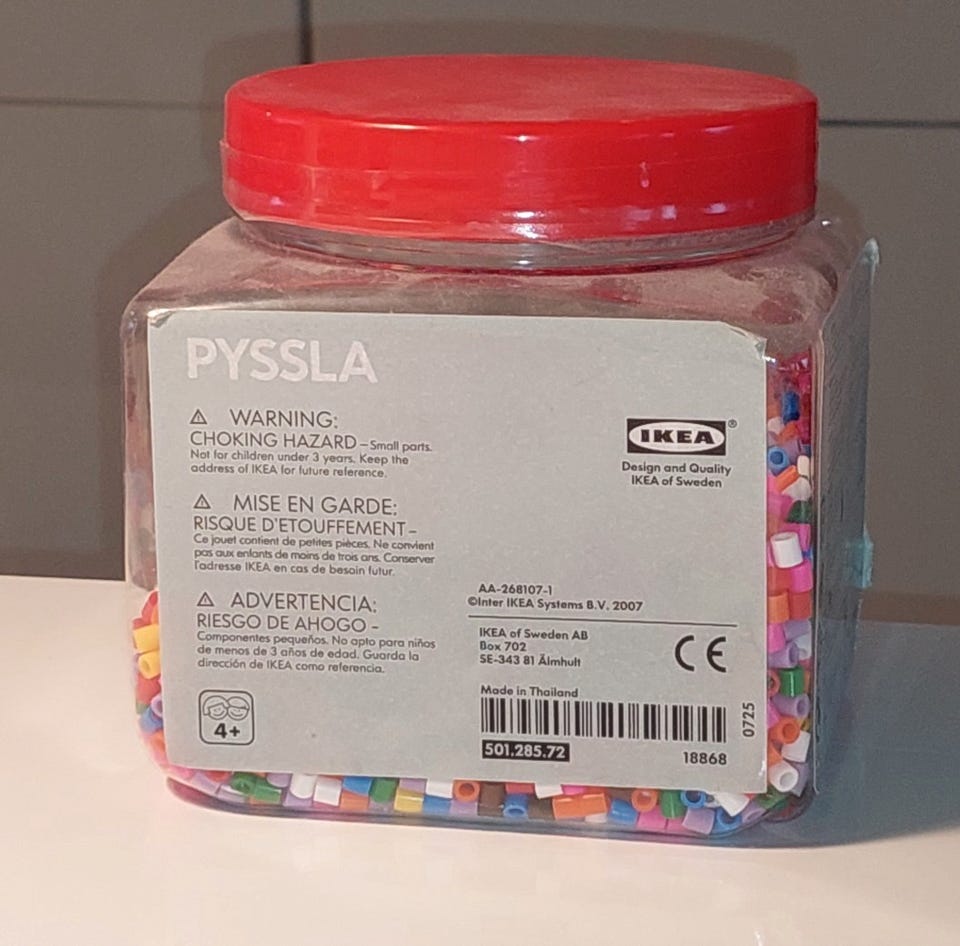 PYSSLA
⚠ WARNING:
CHOKING HAZARD – Small parts.
Not for children under 3 years. Keep the
address of IKEA for future reference.
⚠ MISE EN GARDE:
RISQUE D'ETOUFFEMENT –
Ce jouet contient de petites pièces. Ne convient
pas aux enfants de moins de trois ans. Conserver
l'adresse IKEA en cas de besoin futur.
⚠ ADVERTENCIA:
RIESGO DE AHOGO –
Componentes pequeños. No apto para niños
de menos de 3 años de edad. Guarda la
dirección de IKEA como referencia.
4+
IKEA®
Design and Quality
IKEA of Sweden
AA-268107-1
©Inter IKEA Systems B.V. 2007
IKEA of Sweden AB
Box 702
SE-343 81 Älmhult
CE
Made in Thailand
0725
501.285.72
18868